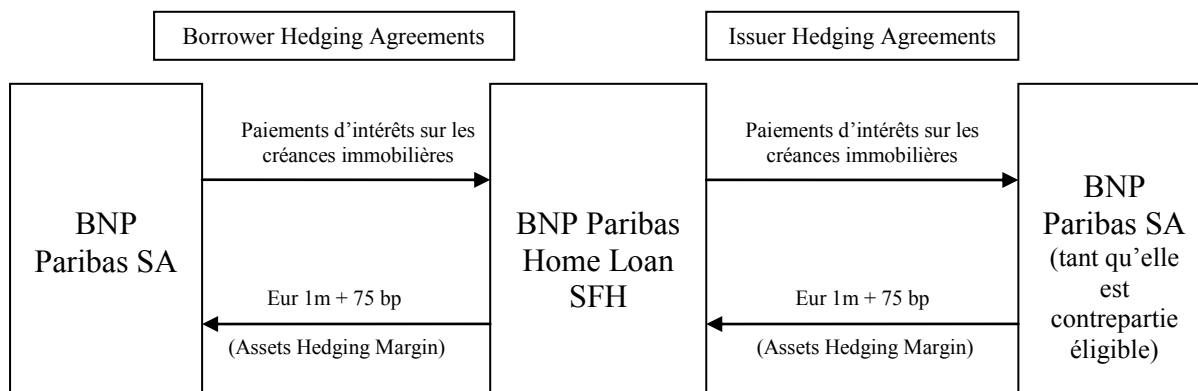 Borrower Hedging Agreements
Issuer Hedging Agreements
BNP
Paribas SA
Paiements d'intérêts sur les
créances immobilières
Eur 1m + 75 bp
(Assets Hedging Margin)
BNP Paribas
Home Loan
SFH
Paiements d'intérêts sur les
créances immobilières
Eur 1m + 75 bp
(Assets Hedging Margin)
BNP
Paribas SA
(tant qu'elle
est
contrepartie
éligible)